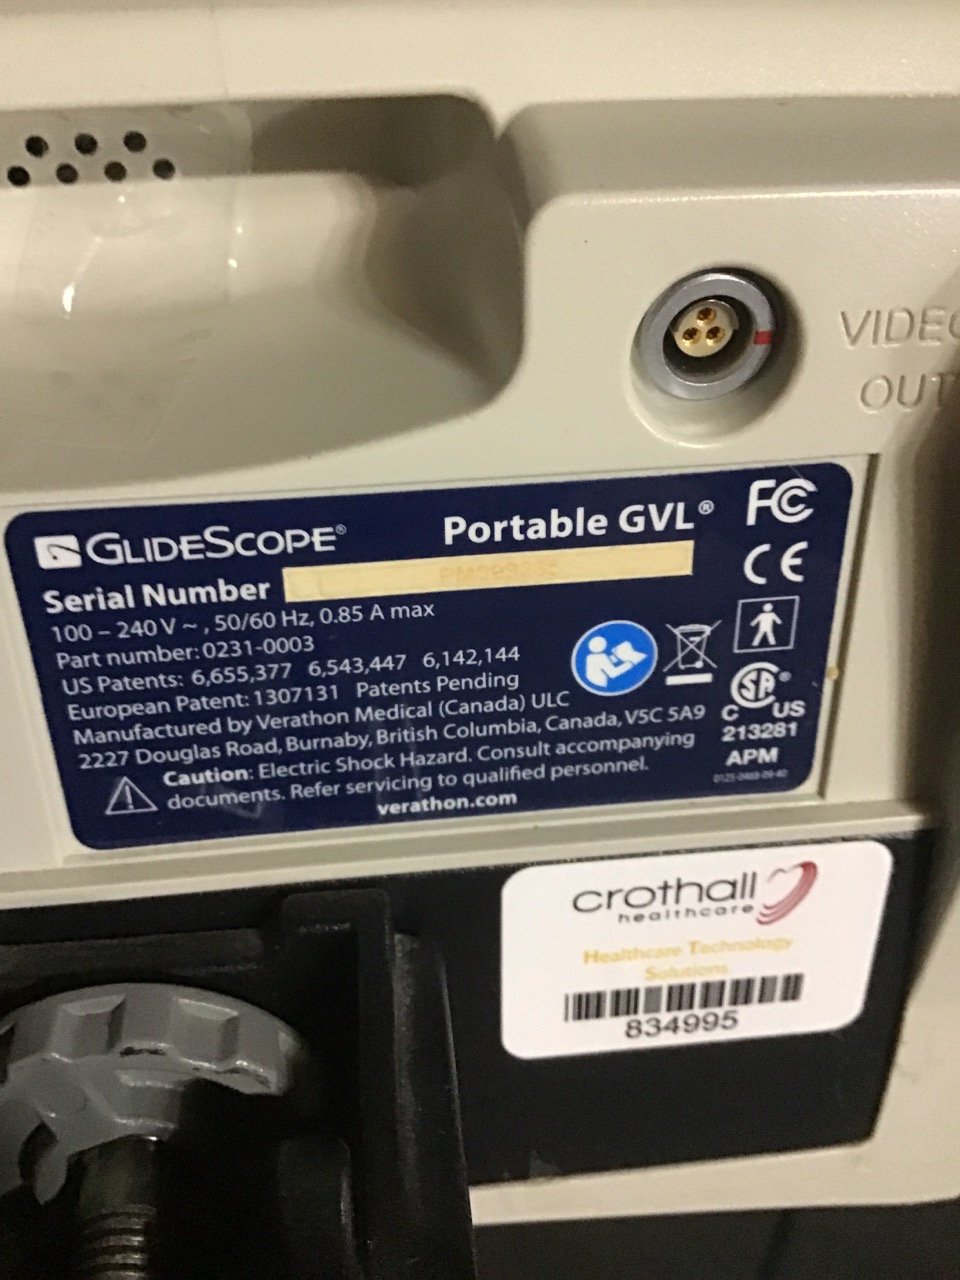 VIDEO
OUT
GLIDESCOPE® Portable GVL® FC
CE
Serial Number
100 – 240 V ~, 50/60 Hz, 0.85 A max
Part number: 0231-0003
US Patents: 6,655,377 6,543,447 6,142,144
European Patent: 1307131 Patents Pending
Manufactured by Verathon Medical (Canada) ULC
2227 Douglas Road, Burnaby, British Columbia, Canada, V5C 5A9
Caution: Electric Shock Hazard. Consult accompanying
documents. Refer servicing to qualified personnel.
verathon.com
SA®
C US
213281
APM
crothall
healthcare
Healthcare Technology
Solutions
834995